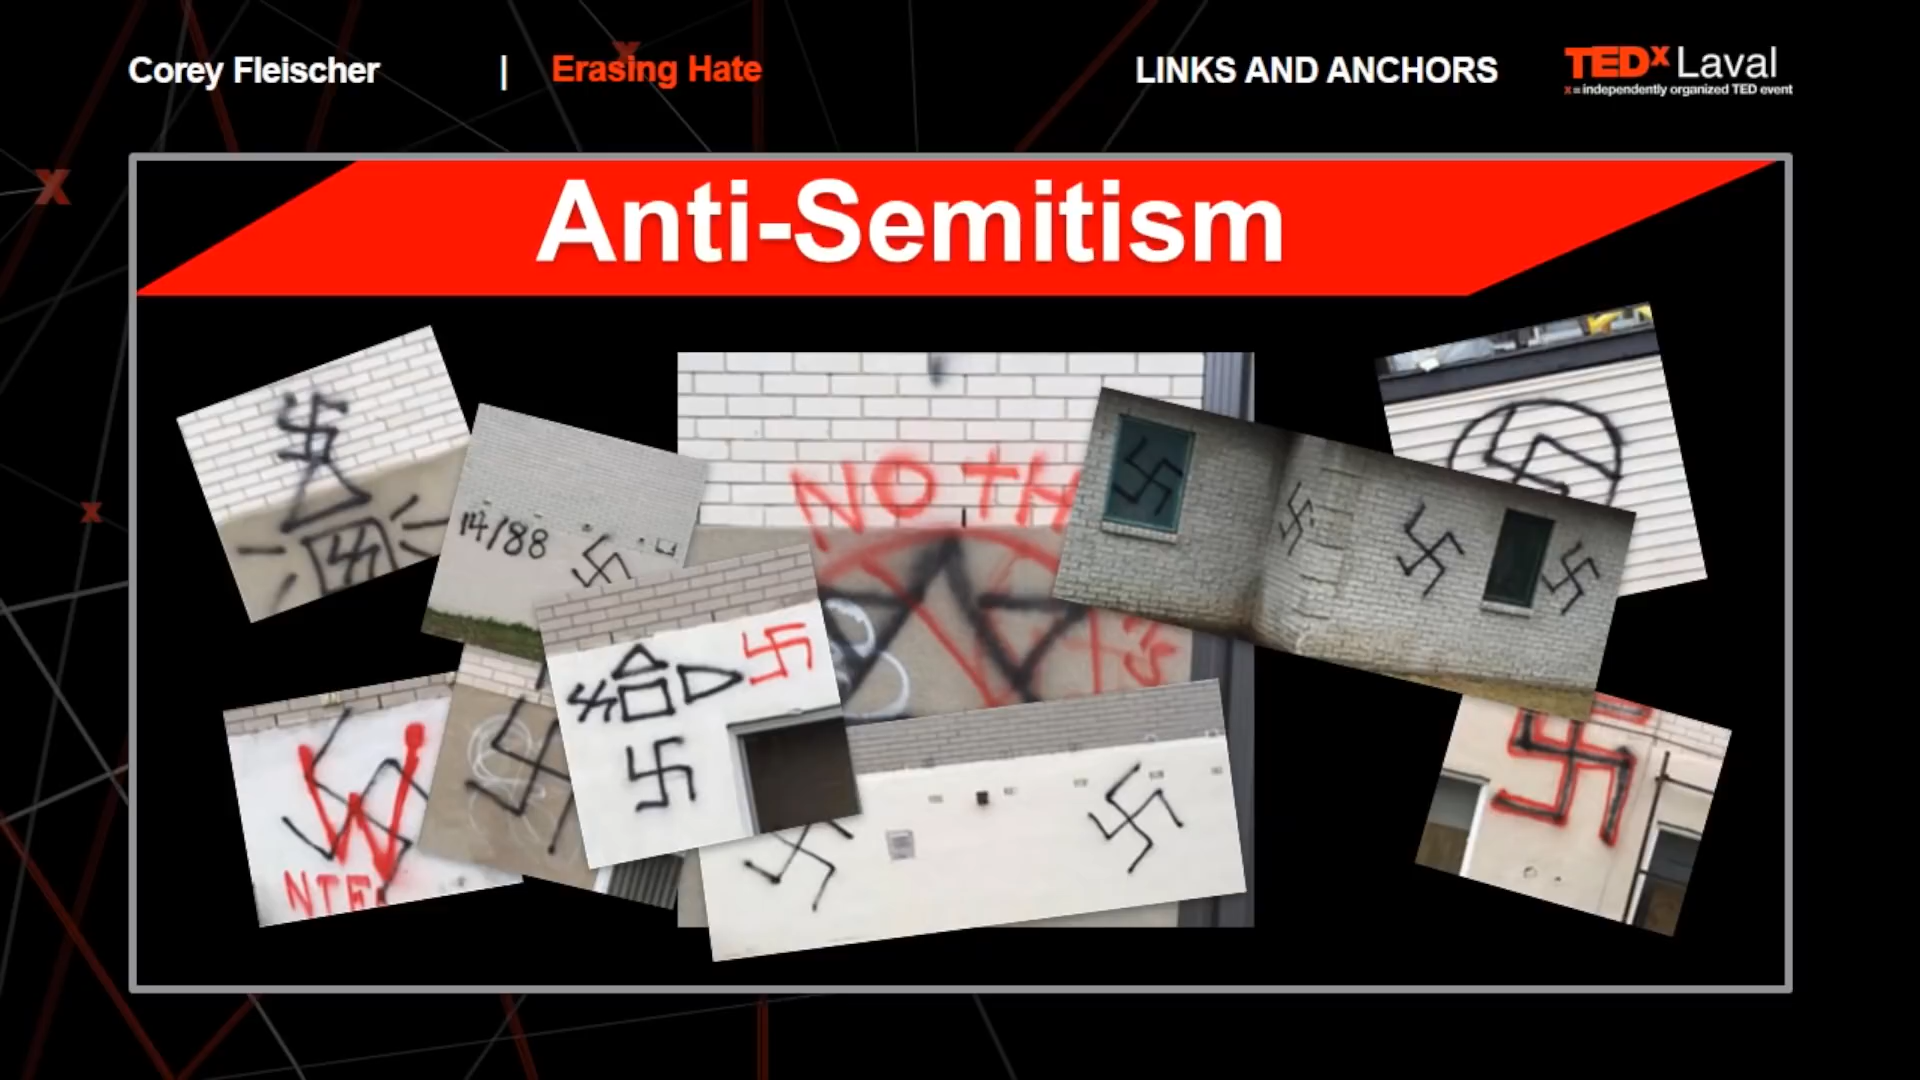 Corey Fleischer | Erasing Hate
LINKS AND ANCHORS
TEDx Laval
x = independently organized TED event
Anti-Semitism
14/88
NO TH